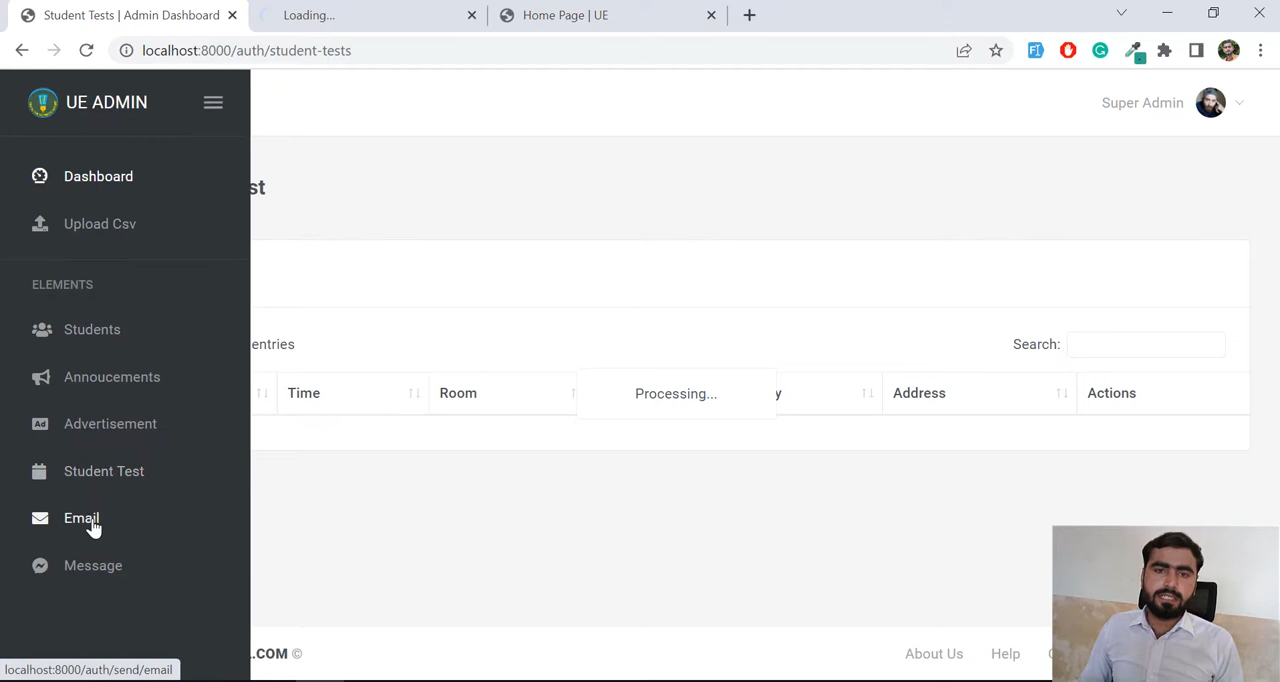 Student Tests | Admin Dashboard
Loading...
Home Page | UE
localhost:8000/auth/student-tests
UE ADMIN
Super Admin
Dashboard
Upload Csv
ELEMENTS
Students
Annoucements
Ad Advertisement
Student Test
Email
Message
st
entries
Search:
Time
Room
Processing...
y
Address
Actions
.COM ©
About Us
Help
localhost:8000/auth/send/email